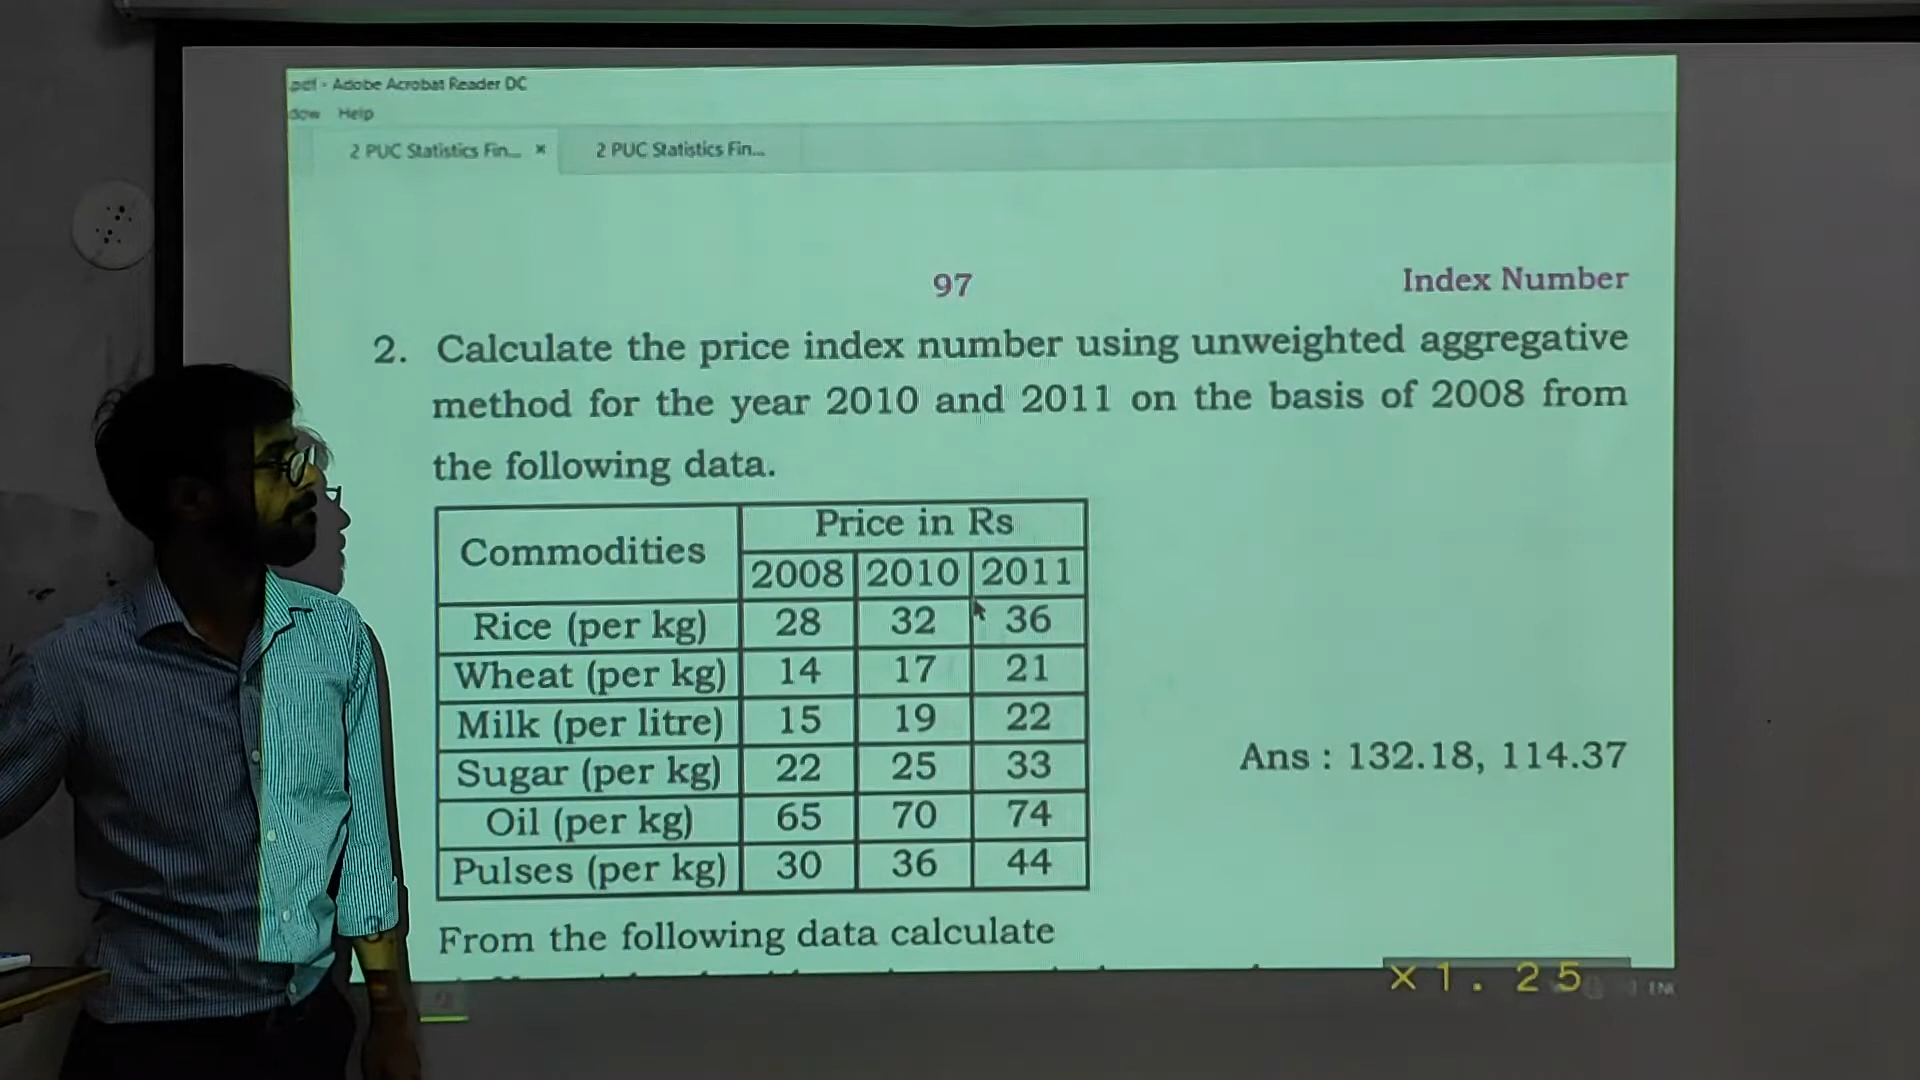 .pdf - Adobe Acrobat Reader DC
dow Help
2 PUC Statistics Fin... × 2 PUC Statistics Fin...
97 Index Number
2. Calculate the price index number using unweighted aggregative
method for the year 2010 and 2011 on the basis of 2008 from
the following data.
Commodities Price in Rs
2008 2010 2011
Rice (per kg) 28 32 36
Wheat (per kg) 14 17 21
Milk (per litre) 15 19 22
Sugar (per kg) 22 25 33
Oil (per kg) 65 70 74
Pulses (per kg) 30 36 44
Ans : 132.18, 114.37
From the following data calculate
×1.25